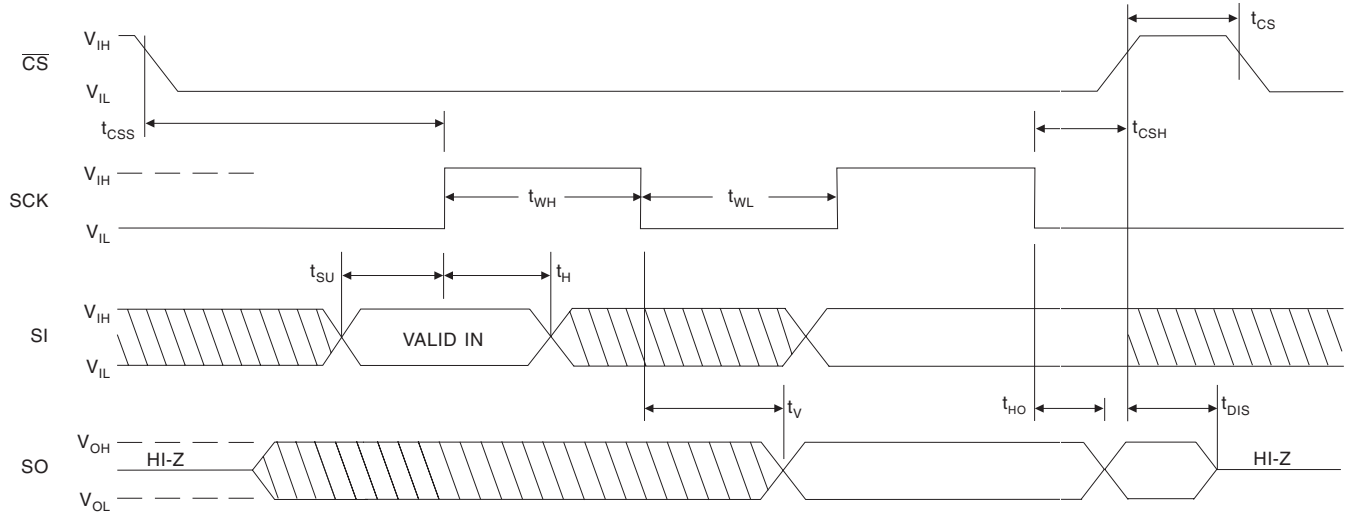 V_IH
t_CS
C̅S̅
V_IL
t_CSS
t_CSH
V_IH
SCK
t_WH
t_WL
V_IL
t_SU
t_H
V_IH
SI
VALID IN
V_IL
t_V
t_HO
t_DIS
V_OH
SO
HI-Z
HI-Z
V_OL